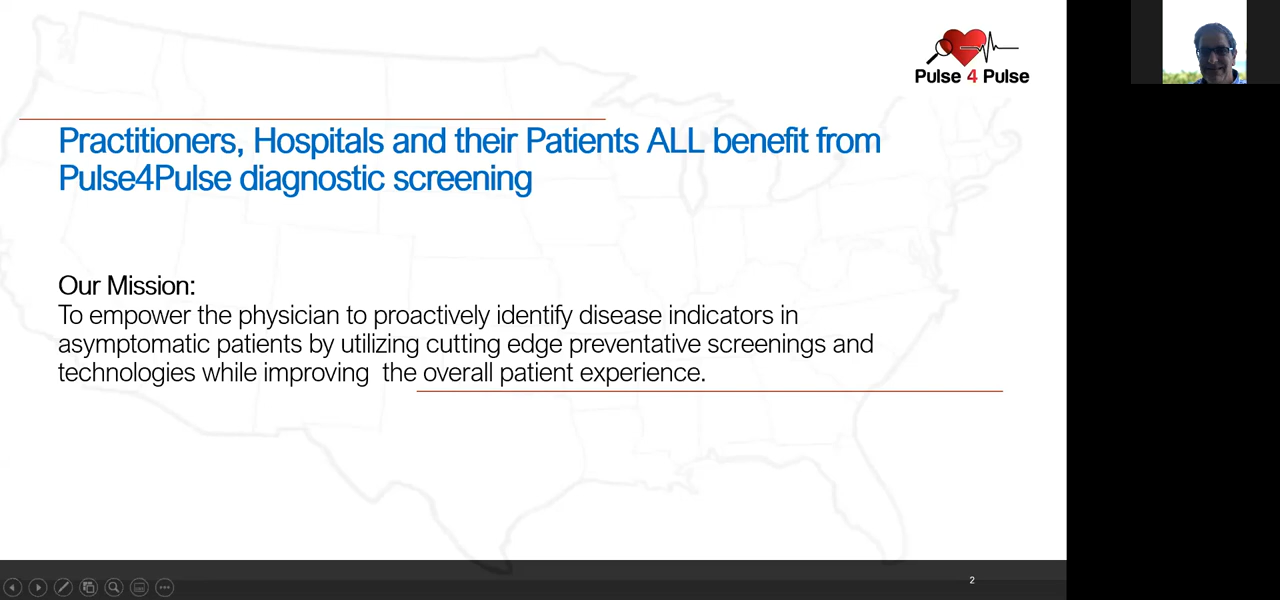 Pulse 4 Pulse
Practitioners, Hospitals and their Patients ALL benefit from
Pulse4Pulse diagnostic screening
Our Mission:
To empower the physician to proactively identify disease indicators in
asymptomatic patients by utilizing cutting edge preventative screenings and
technologies while improving  the overall patient experience.
2